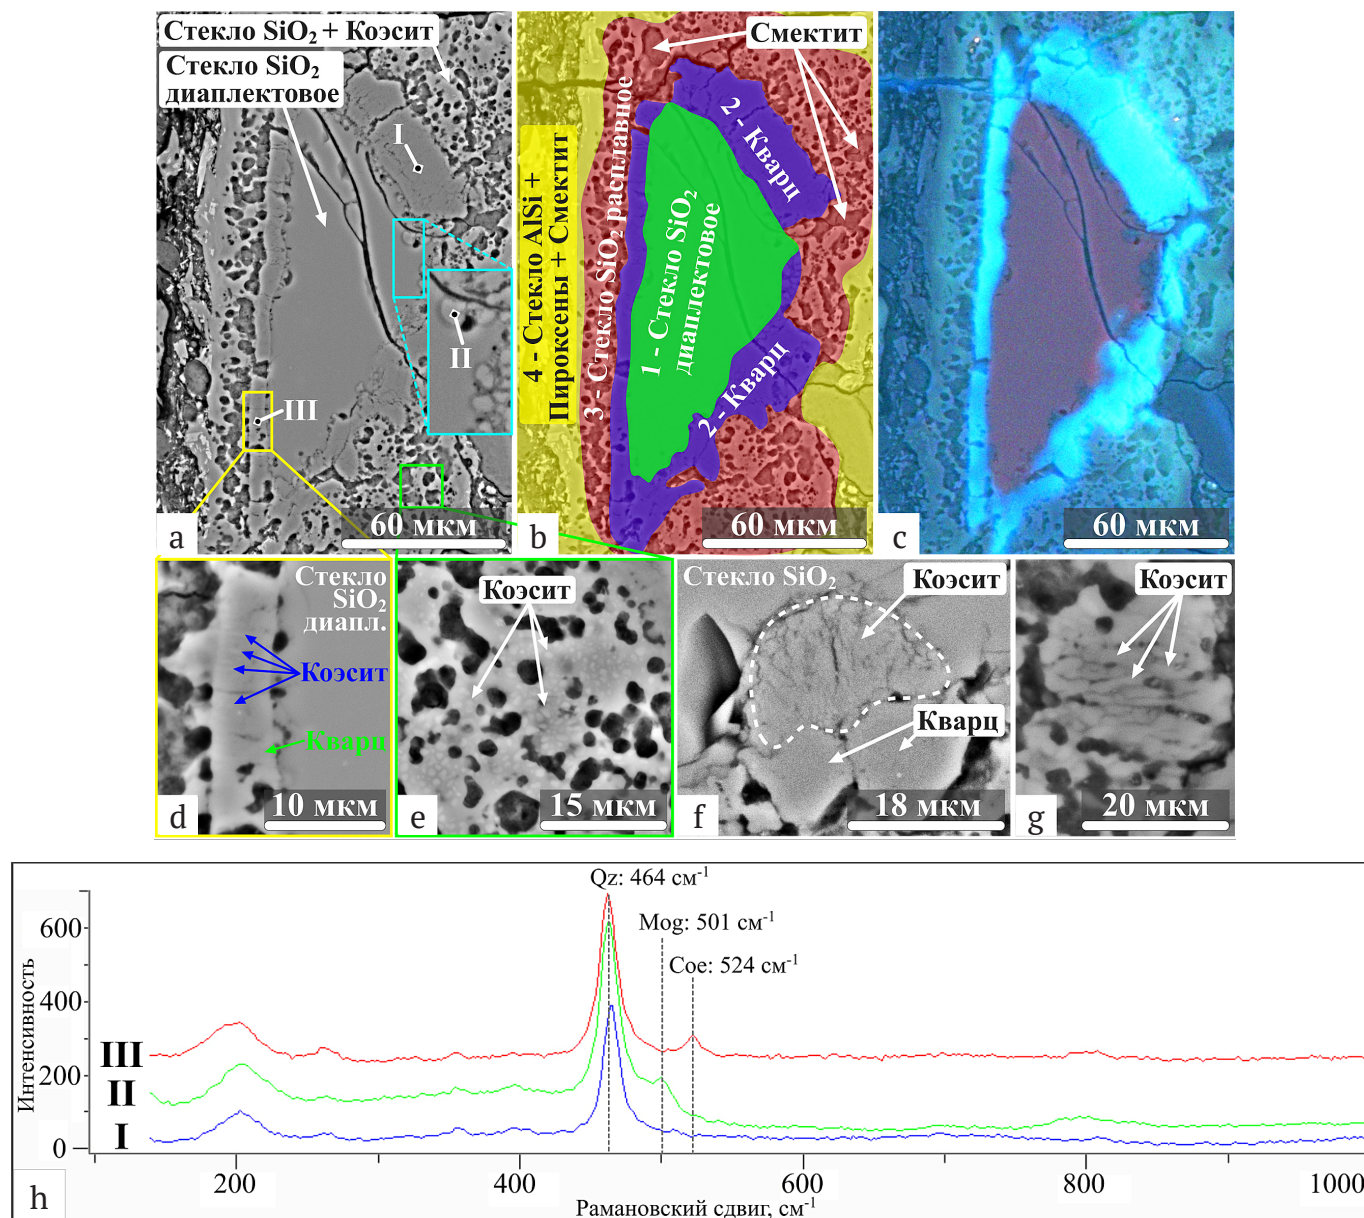 Стекло SiO₂ + Коэсит
Стекло SiO₂
диаплектовое
I
II
III
60 мкм
a
Смектит
2 - Кварц
1 - Стекло SiO₂
диаплектовое
2 - Кварц
3 - Стекло SiO₂ расплавное
4 - Стекло AlSi +
Пироксены + Смектит
60 мкм
b
60 мкм
c
Стекло
SiO₂
диапл.
Коэсит
Кварц
10 мкм
d
Коэсит
15 мкм
e
Стекло SiO₂
Коэсит
Кварц
18 мкм
f
Коэсит
20 мкм
g
Qz: 464 см⁻¹
Mog: 501 см⁻¹
Coe: 524 см⁻¹
Интенсивность
600
400
200
0
III
II
I
200
400
600
800
1000
Рамановский сдвиг, см⁻¹
h